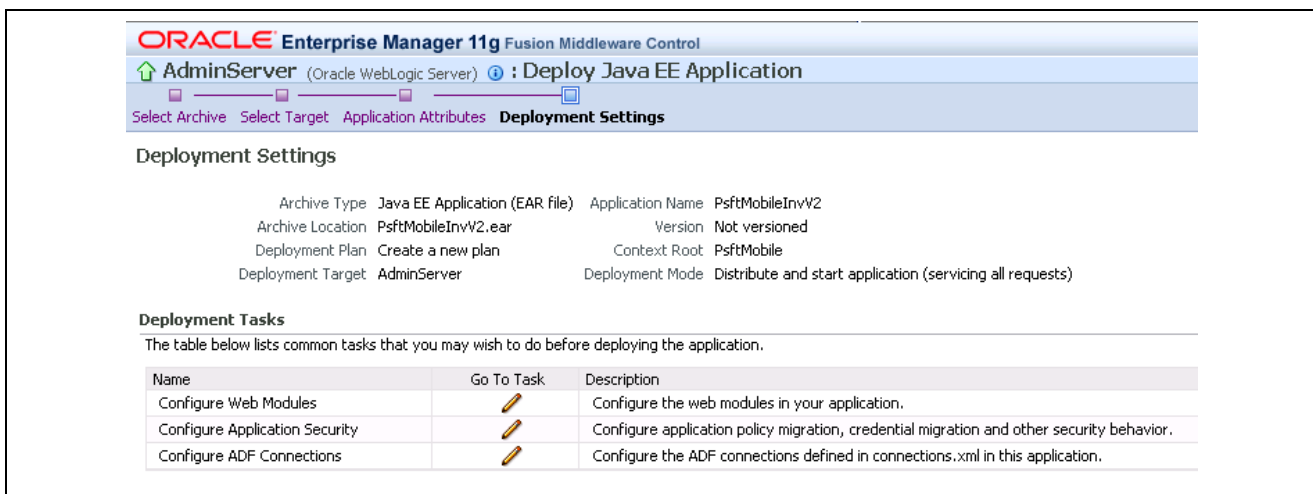 ORACLE Enterprise Manager 11g Fusion Middleware Control
AdminServer (Oracle WebLogic Server) : Deploy Java EE Application
Select Archive Select Target Application Attributes Deployment Settings
Deployment Settings
Archive Type Java EE Application (EAR file) Application Name PsftMobileInvV2
Archive Location PsftMobileInvV2.ear Version Not versioned
Deployment Plan Create a new plan Context Root PsftMobile
Deployment Target AdminServer Deployment Mode Distribute and start application (servicing all requests)
Deployment Tasks
The table below lists common tasks that you may wish to do before deploying the application.
Name Go To Task Description
Configure Web Modules Configure the web modules in your application.
Configure Application Security Configure application policy migration, credential migration and other security behavior.
Configure ADF Connections Configure the ADF connections defined in connections.xml in this application.